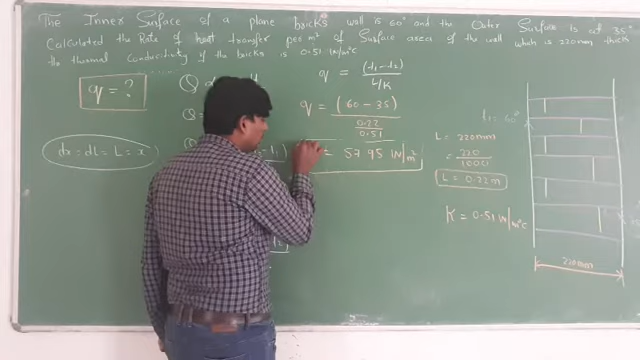 The Inner Surface of a plane bricks wall is 60° and the Outer Surface is at 35°
Calculated the Rate of heat transfer per m² of Surface area of the wall which is 220mm thick
the thermal conductivity of the bricks is 0.51 W/m°C
q = ?
dx = dL = L = x
q = (t₁ - t₂)
L/K
q = (60 - 35)
0.22
0.51
= 57.95 W/m²
L = 220mm
= 220
1000
L = 0.22m
K = 0.51 W/m°C
t₁ = 60°
220mm